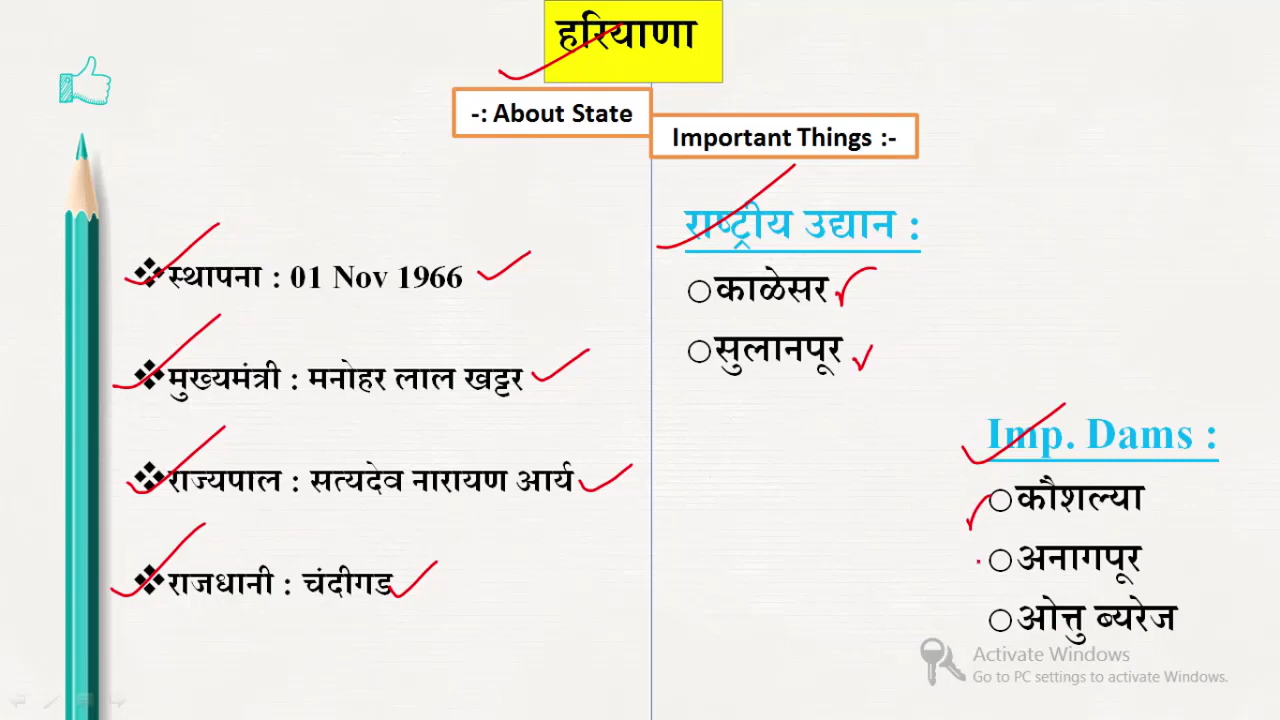 हरियाणा
-: About State
Important Things :-
स्थापना : 01 Nov 1966
मुख्यमंत्री : मनोहर लाल खट्टर
राज्यपाल : सत्यदेव नारायण आर्य
राजधानी : चंदीगड
राष्ट्रीय उद्यान :
काळेसर
सुलानपूर
Imp. Dams :
कौशल्या
अनागपूर
ओत्तु ब्यरेज
Activate Windows
Go to PC settings to activate Windows.